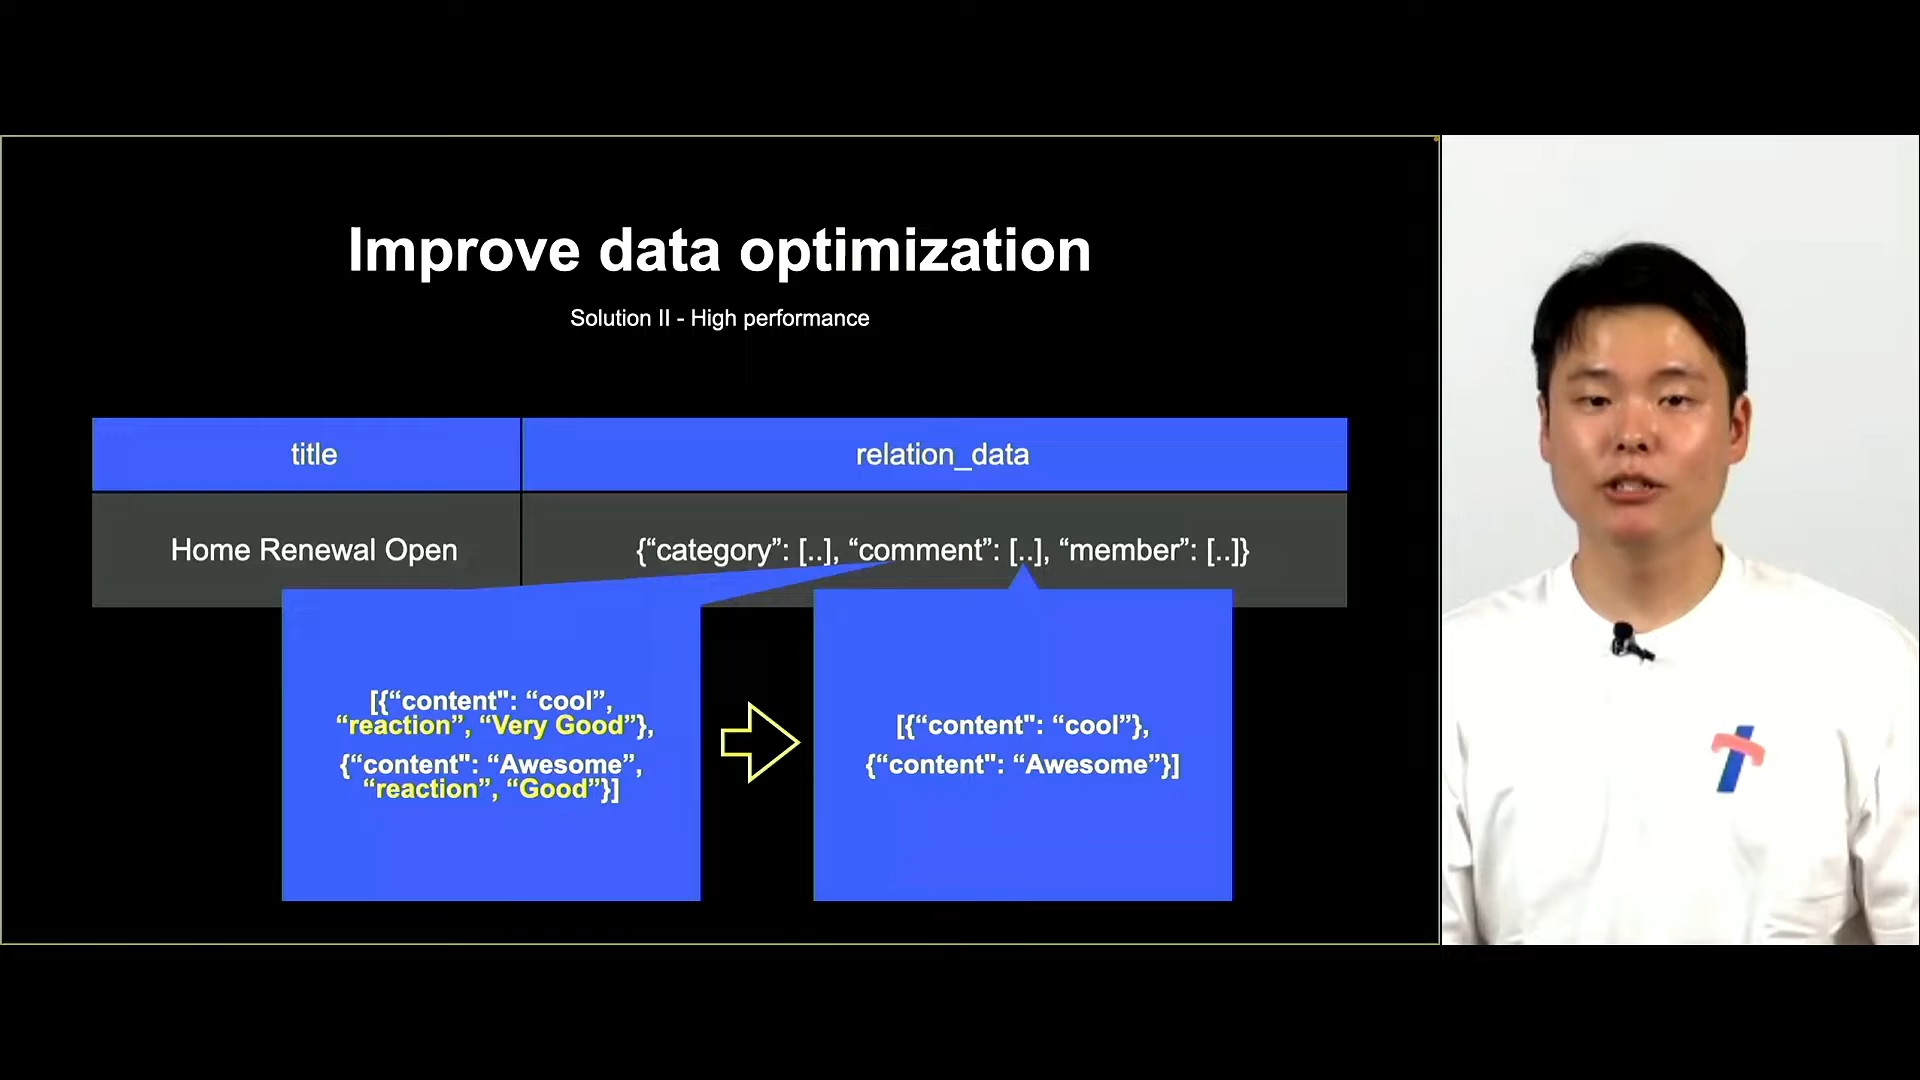 Improve data optimization
Solution II - High performance
title
relation_data
Home Renewal Open
{“category”: [..], “comment”: [..], “member”: [..]}
[{“content": “cool”,
“reaction”, “Very Good”},
{“content": “Awesome”,
“reaction”, “Good”}]
[{“content": “cool”},
{“content": “Awesome”}]